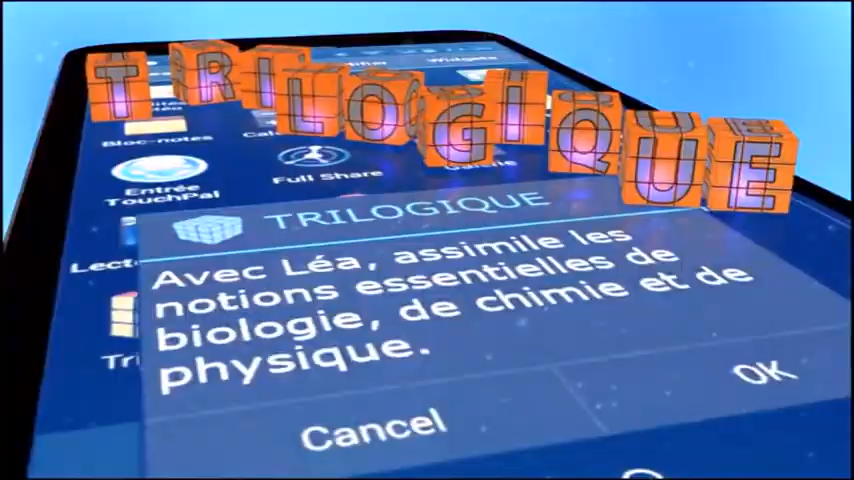 TRILOGIQUE
Widgets
Bloc-notes
Entrée
TouchPal
Full Share
TRILOGIQUE
Avec Léa, assimile les
notions essentielles de
biologie, de chimie et de
physique.
Cancel
OK